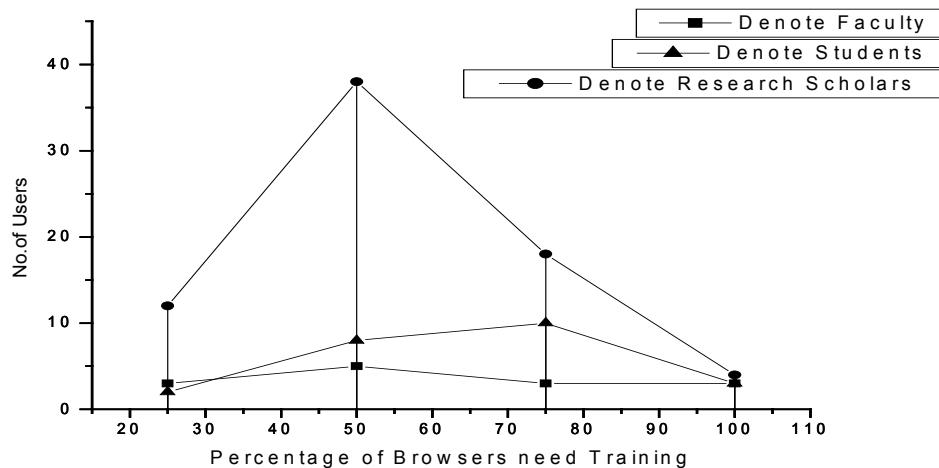 Denote Faculty
Denote Students
Denote Research Scholars
40
30
20
10
0
No.of Users
20 30 40 50 60 70 80 90 100 110
Percentage of Browsers need Training